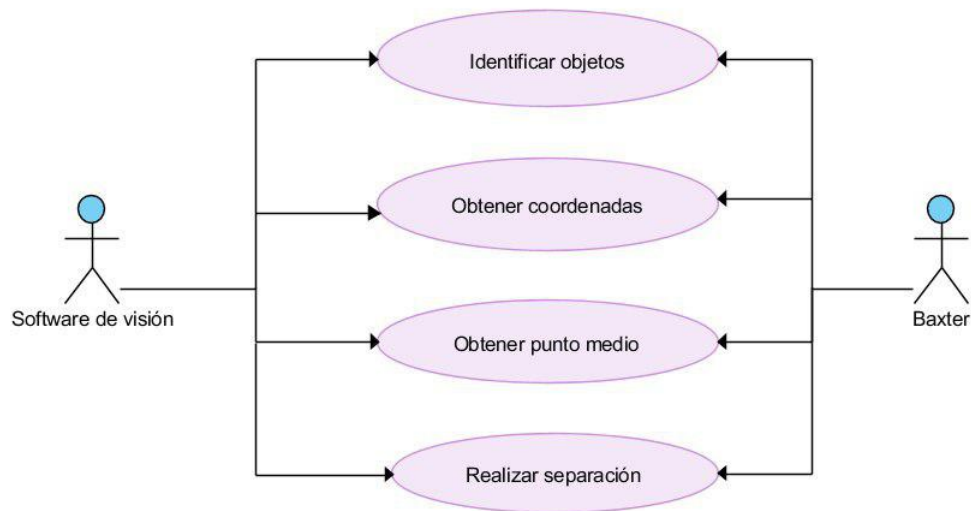 Identificar objetos
Obtener coordenadas
Software de visión
Baxter
Obtener punto medio
Realizar separación